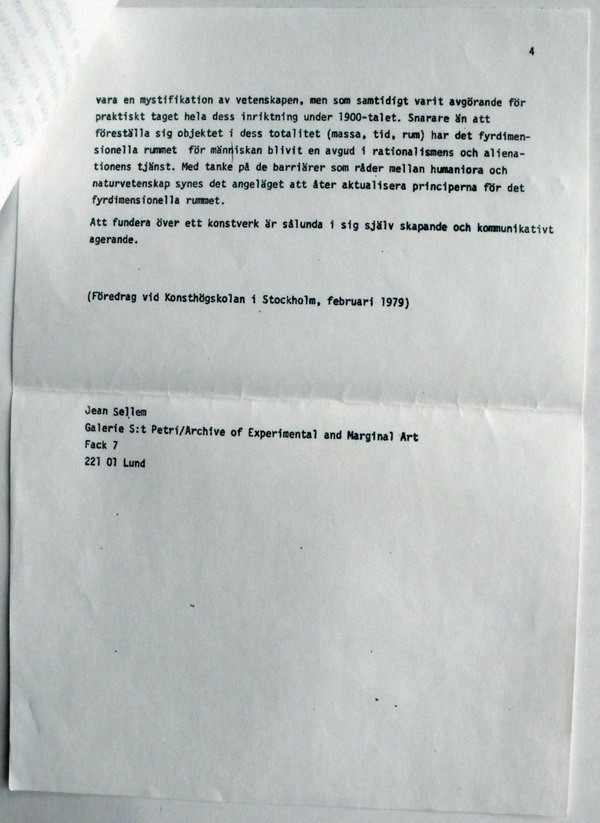 4
vara en mystifikation av vetenskapen, men som samtidigt varit avgörande för
praktiskt taget hela dess inriktning under 1900-talet. Snarare än att
föreställa sig objektet i dess totalitet (massa, tid, rum) har det fyrdimen-
sionella rummet för människan blivit en avgud i rationalismens och aliena-
tionens tjänst. Med tanke på de barriärer som råder mellan humaniora och
naturvetenskap synes det angeläget att åter aktualisera principerna för det
fyrdimensionella rummet.
Att fundera över ett konstverk är sålunda i sig själv skapande och kommunikativt
agerande.
(Föredrag vid Konsthögskolan i Stockholm, februari 1979)
Jean Sellem
Galerie S:t Petri/Archive of Experimental and Marginal Art
Fack 7
221 01 Lund